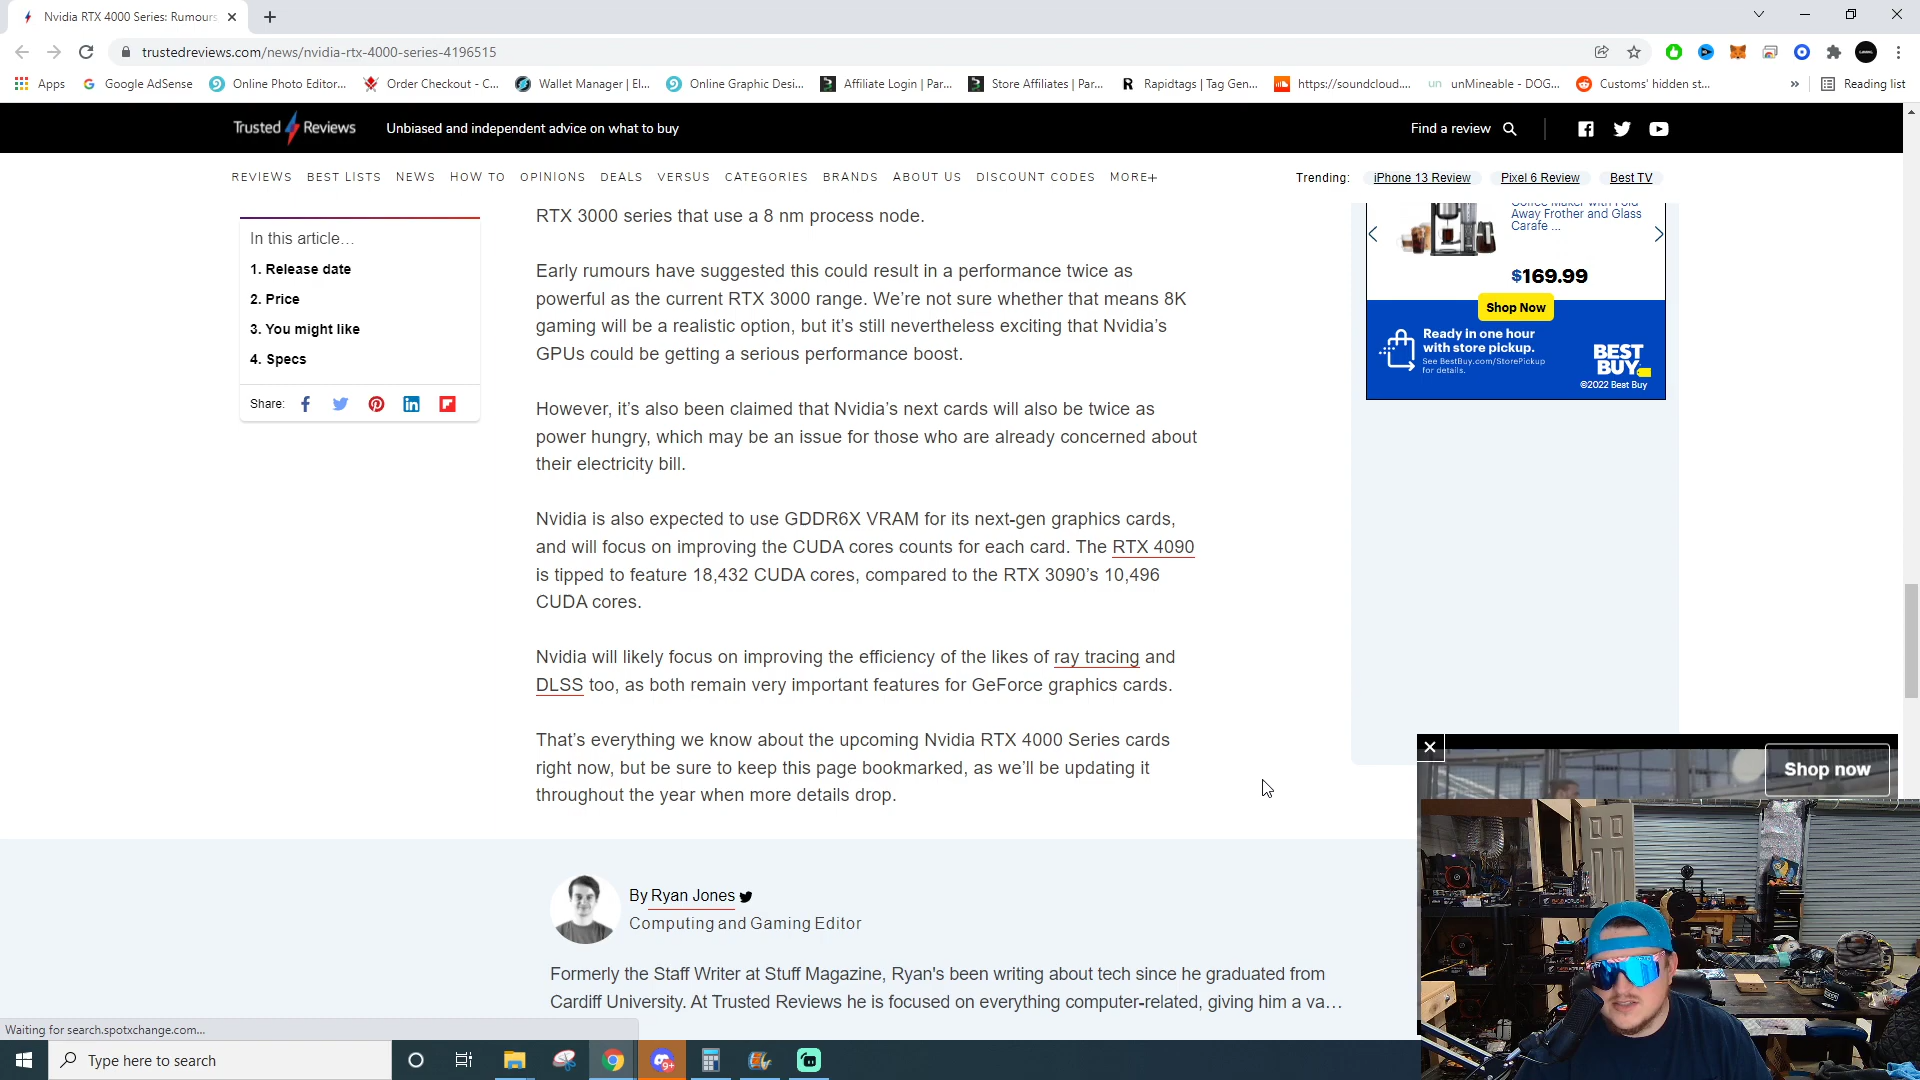 Nvidia RTX 4000 Series: Rumours
trustedreviews.com/news/nvidia-rtx-4000-series-4196515
Apps
Google AdSense
Online Photo Editor...
Order Checkout - C...
Wallet Manager | El...
Online Graphic Desi...
Affiliate Login | Par...
Store Affiliates | Par...
Rapidtags | Tag Gen...
https://soundcloud....
un unMineable - DOG...
Customs' hidden st...
»
Reading list
Trusted Reviews
Unbiased and independent advice on what to buy
Find a review
REVIEWS BEST LISTS NEWS HOW TO OPINIONS DEALS VERSUS CATEGORIES BRANDS ABOUT US DISCOUNT CODES MORE+
Trending: iPhone 13 Review Pixel 6 Review Best TV
In this article...
1. Release date
2. Price
3. You might like
4. Specs
Share:
RTX 3000 series that use a 8 nm process node.
Early rumours have suggested this could result in a performance twice as
powerful as the current RTX 3000 range. We’re not sure whether that means 8K
gaming will be a realistic option, but it’s still nevertheless exciting that Nvidia’s
GPUs could be getting a serious performance boost.
However, it’s also been claimed that Nvidia’s next cards will also be twice as
power hungry, which may be an issue for those who are already concerned about
their electricity bill.
Nvidia is also expected to use GDDR6X VRAM for its next-gen graphics cards,
and will focus on improving the CUDA cores counts for each card. The RTX 4090
is tipped to feature 18,432 CUDA cores, compared to the RTX 3090’s 10,496
CUDA cores.
Nvidia will likely focus on improving the efficiency of the likes of ray tracing and
DLSS too, as both remain very important features for GeForce graphics cards.
That’s everything we know about the upcoming Nvidia RTX 4000 Series cards
right now, but be sure to keep this page bookmarked, as we’ll be updating it
throughout the year when more details drop.
Coffee Maker with Fold
Away Frother and Glass
Carafe ...
$169.99
Shop Now
Ready in one hour
with store pickup.
See BestBuy.com/StorePickup
for details.
BEST
BUY
©2022 Best Buy
Shop now
By Ryan Jones
Computing and Gaming Editor
Formerly the Staff Writer at Stuff Magazine, Ryan's been writing about tech since he graduated from
Cardiff University. At Trusted Reviews he is focused on everything computer-related, giving him a va...
Waiting for search.spotxchange.com...
Type here to search
9+